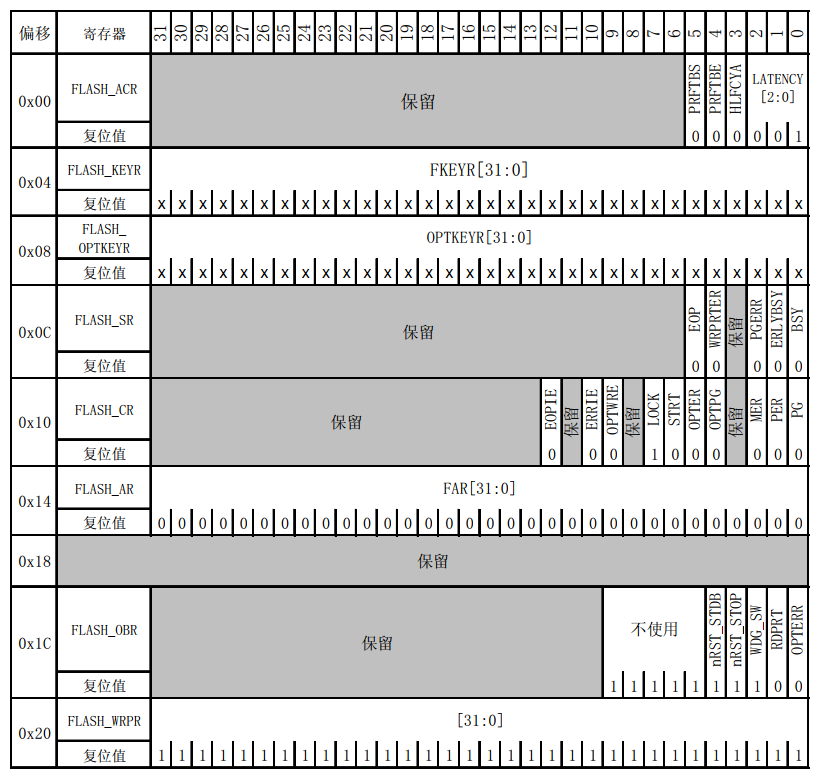 偏移 寄存器 31 30 29 28 27 26 25 24 23 22 21 20 19 18 17 16 15 14 13 12 11 10 9 8 7 6 5 4 3 2 1 0
0x00 FLASH_ACR 保留 PRFTBS PRFTBE HLFCYA LATENCY
[2:0]
复位值 0 0 0 0 0 1
0x04 FLASH_KEYR FKEYR[31:0]
复位值 x x x x x x x x x x x x x x x x x x x x x x x x x x x x x x x x
0x08 FLASH_
OPTKEYR OPTKEYR[31:0]
复位值 x x x x x x x x x x x x x x x x x x x x x x x x x x x x x x x x
0x0C FLASH_SR 保留 EOP WRPRTER 保留 PGERR ERLYBSY BSY
复位值 0 0 0 0 0
0x10 FLASH_CR 保留 EOPIE 保留 ERRIE OPTWRE 保留 LOCK STRT OPTER OPTPG 保留 MER PER PG
复位值 0 0 0 1 0 0 0 0 0 0
0x14 FLASH_AR FAR[31:0]
复位值 0 0 0 0 0 0 0 0 0 0 0 0 0 0 0 0 0 0 0 0 0 0 0 0 0 0 0 0 0 0 0 0
0x18 保留
0x1C FLASH_OBR 保留 不使用 nRST_STDB nRST_STOP WDG_SW RDPRT OPTERR
复位值 1 1 1 1 1 1 1 1 0 0
0x20 FLASH_WRPR [31:0]
复位值 1 1 1 1 1 1 1 1 1 1 1 1 1 1 1 1 1 1 1 1 1 1 1 1 1 1 1 1 1 1 1 1